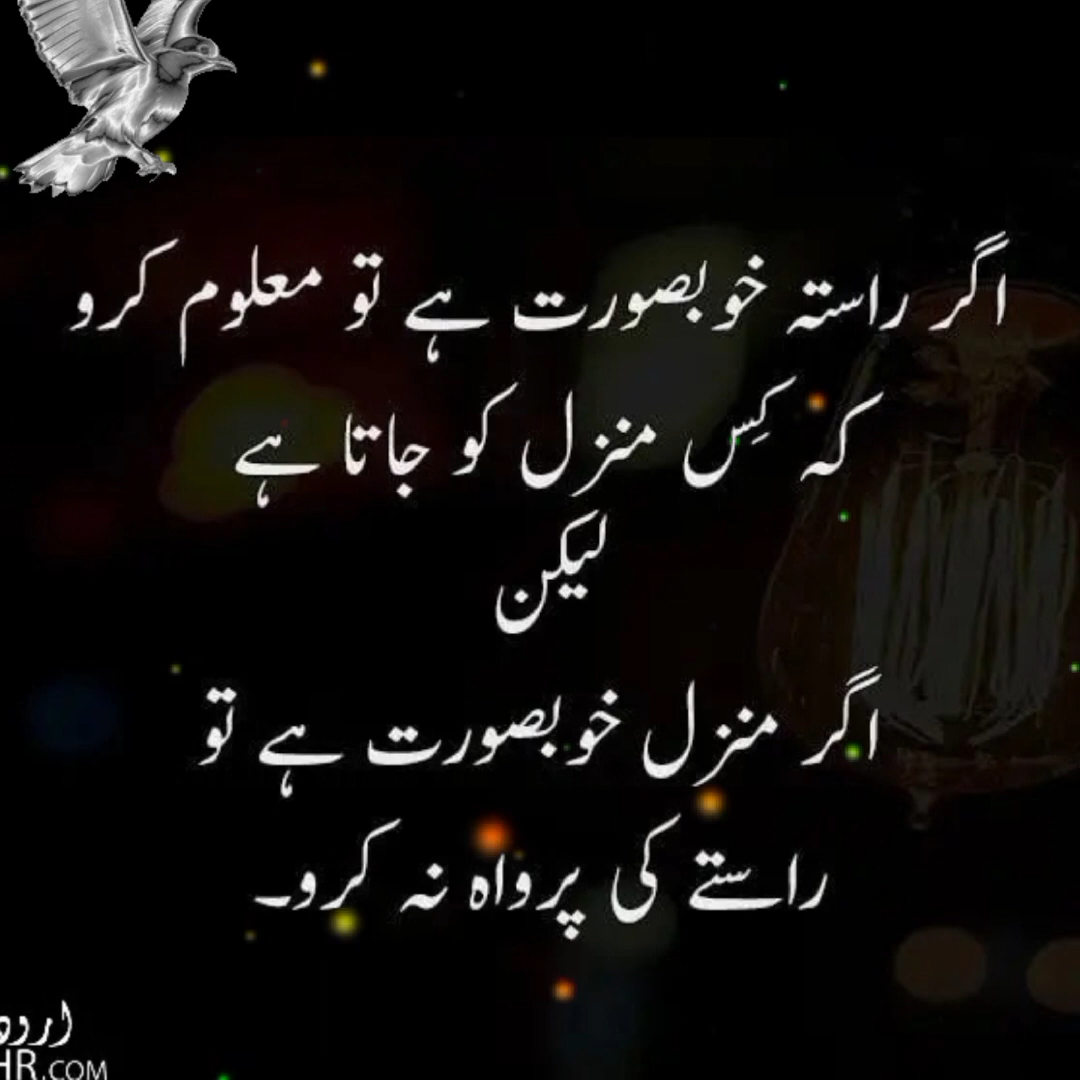 اگر راستہ خوبصورت ہے تو معلوم کرو
کہ کِس منزل کو جاتا ہے
لیکن
اگر منزل خوبصورت ہے تو
راستے کی پرواہ نہ کرو۔
اردو
HR.COM